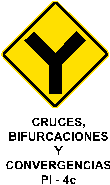 CRUCES,
BIFURCACIONES
Y
CONVERGENCIAS
PI - 4c